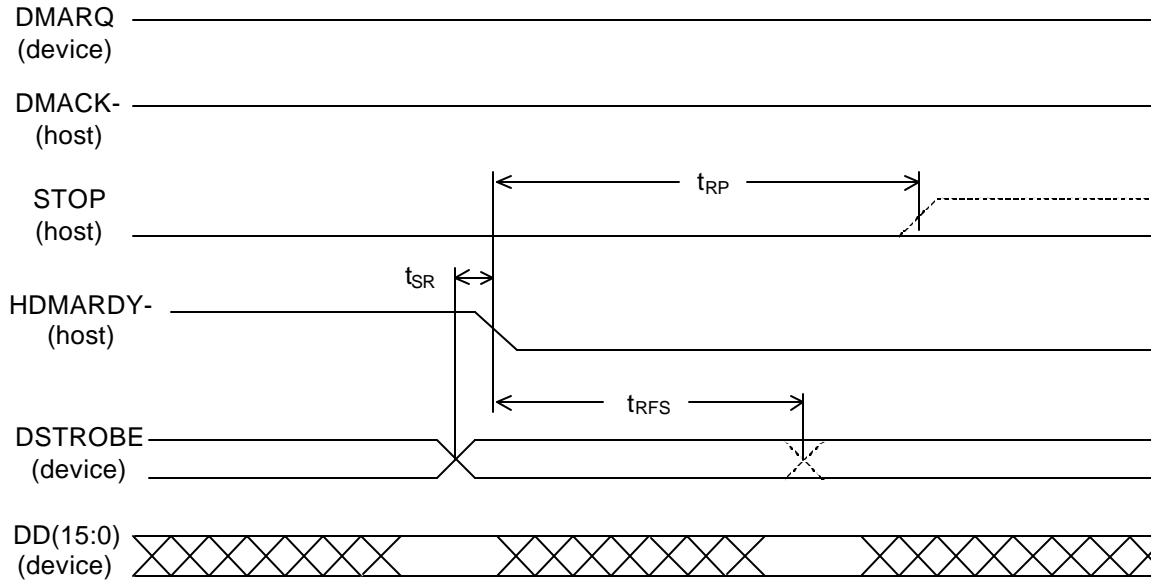 DMARQ
(device)
DMACK-
(host)
STOP
(host)
tRP
tSR
HDMARDY-
(host)
tRFS
DSTROBE
(device)
DD(15:0)
(device)